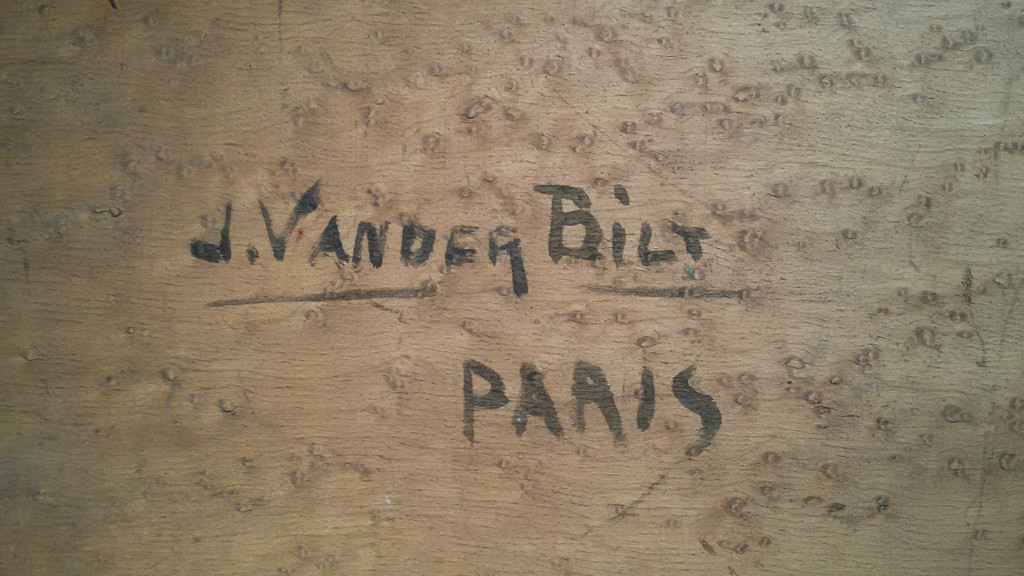 J. VANDER BILT
PARIS